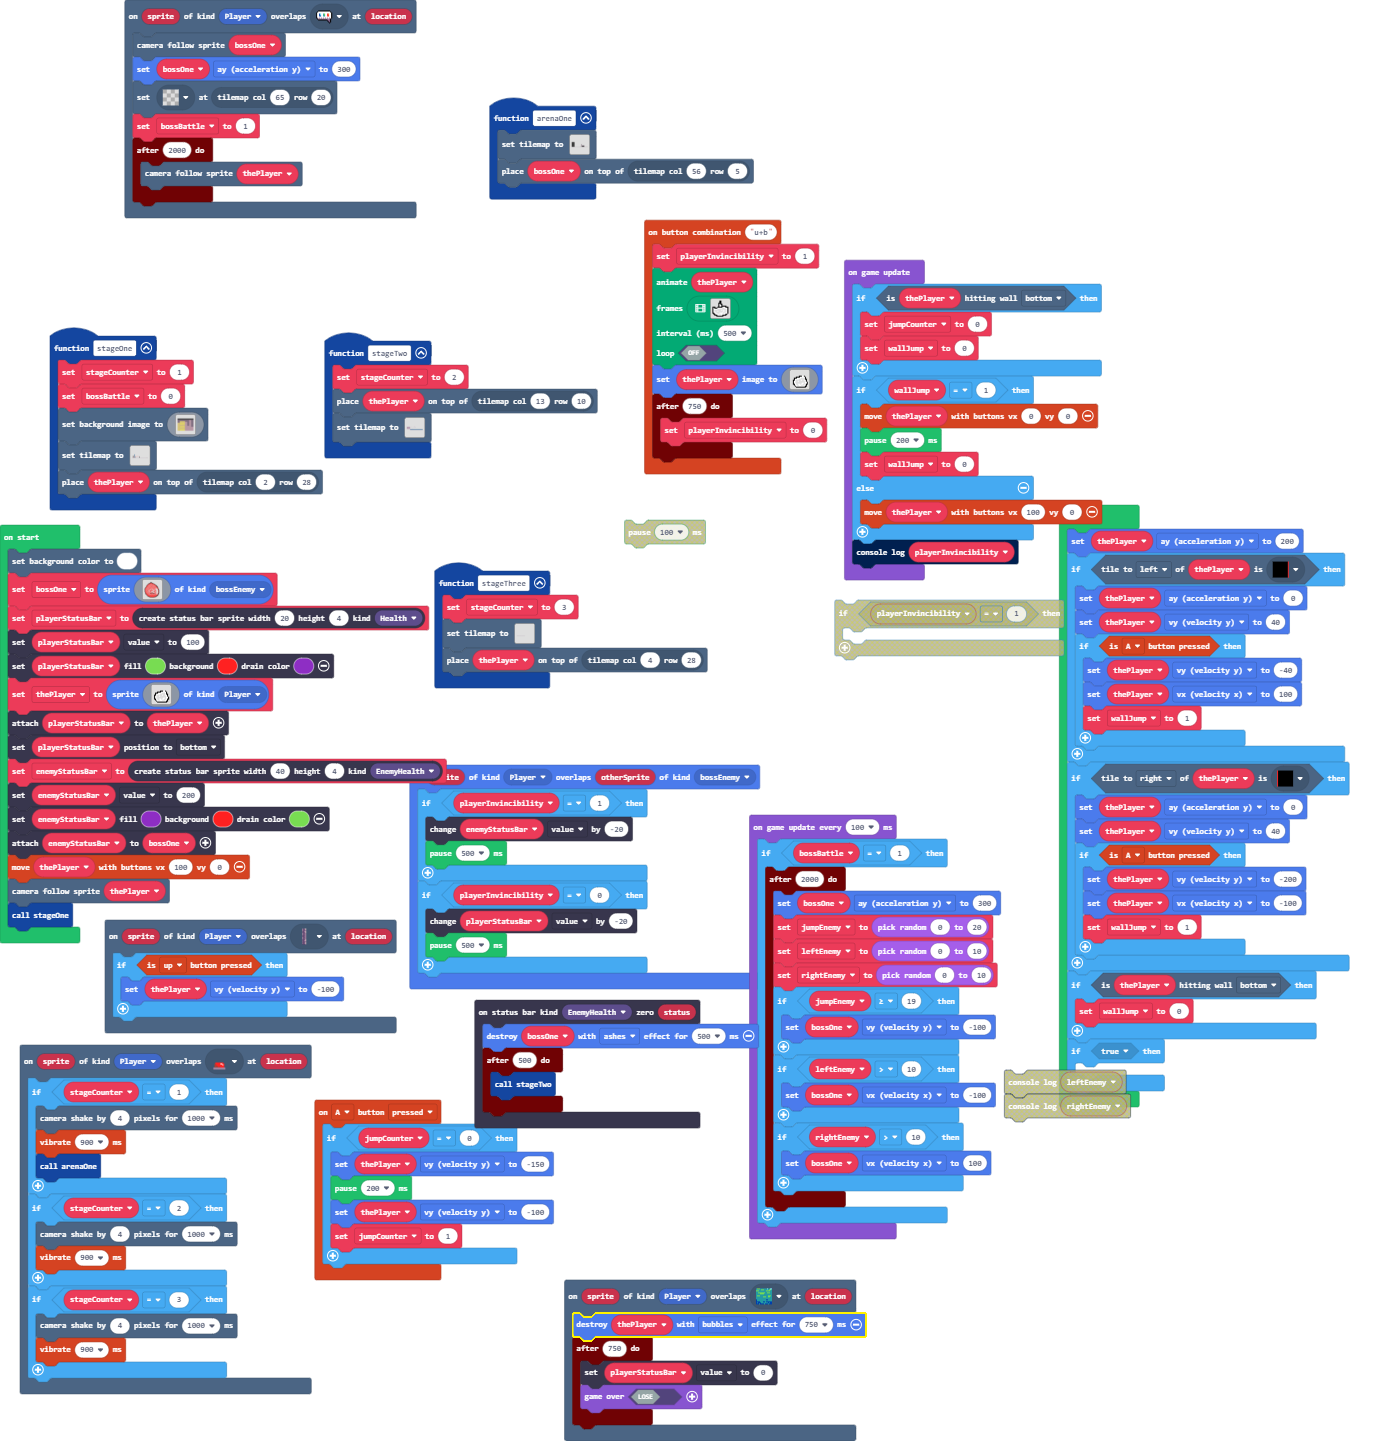 on sprite of kind Player overlaps at location
camera follow sprite bossOne
set bossOne ay (acceleration y) to 300
set at tilemap col 65 row 20
set bossBattle to 1
after 2000 do
camera follow sprite thePlayer
function arenaOne
set tilemap to
place bossOne on top of tilemap col 56 row 5
on button combination "u+b"
set playerInvincibility to 1
animate thePlayer
frames
interval (ms) 500
loop OFF
set thePlayer image to
after 750 do
set playerInvincibility to 0
on game update
if is thePlayer hitting wall bottom then
set jumpCounter to 0
set wallJump to 0
if wallJump = 1 then
move thePlayer with buttons vx 0 vy 0
pause 200 ms
set wallJump to 0
else
move thePlayer with buttons vx 100 vy 0
console log playerInvincibility
function stageOne
set stageCounter to 1
set bossBattle to 0
set background image to
set tilemap to
place thePlayer on top of tilemap col 2 row 28
function stageTwo
set stageCounter to 2
place thePlayer on top of tilemap col 13 row 10
set tilemap to
pause 100 ms
function stageThree
set stageCounter to 3
set tilemap to
place thePlayer on top of tilemap col 4 row 28
if playerInvincibility = 1 then
set thePlayer ay (acceleration y) to 200
if tile to left of thePlayer is then
set thePlayer ay (acceleration y) to 0
set thePlayer vy (velocity y) to 40
if is A button pressed then
set thePlayer vy (velocity y) to -40
set thePlayer vx (velocity x) to 100
set wallJump to 1
if tile to right of thePlayer is then
set thePlayer ay (acceleration y) to 0
set thePlayer vy (velocity y) to 40
if is A button pressed then
set thePlayer vy (velocity y) to -200
set thePlayer vx (velocity x) to -100
set wallJump to 1
if is thePlayer hitting wall bottom then
set wallJump to 0
if true then
console log leftEnemy
console log rightEnemy
on start
set background color to
set bossOne to sprite of kind bossEnemy
set playerStatusBar to create status bar sprite width 20 height 4 kind Health
set playerStatusBar value to 100
set playerStatusBar fill background drain color
set thePlayer to sprite of kind Player
attach playerStatusBar to thePlayer
set playerStatusBar position to bottom
set enemyStatusBar to create status bar sprite width 40 height 4 kind EnemyHealth
set enemyStatusBar value to 200
set enemyStatusBar fill background drain color
attach enemyStatusBar to bossOne
move thePlayer with buttons vx 100 vy 0
camera follow sprite thePlayer
call stageOne
ite of kind Player overlaps otherSprite of kind bossEnemy
if playerInvincibility = 1 then
change enemyStatusBar value by -20
pause 500 ms
if playerInvincibility = 0 then
change playerStatusBar value by -20
pause 500 ms
on game update every 100 ms
if bossBattle = 1 then
after 2000 do
set bossOne ay (acceleration y) to 300
set jumpEnemy to pick random 0 to 20
set leftEnemy to pick random 0 to 10
set rightEnemy to pick random 0 to 10
if jumpEnemy ≥ 19 then
set bossOne vy (velocity y) to -100
if leftEnemy > 10 then
set bossOne vx (velocity x) to -100
if rightEnemy > 10 then
set bossOne vx (velocity x) to 100
on sprite of kind Player overlaps at location
if is up button pressed then
set thePlayer vy (velocity y) to -100
on status bar kind EnemyHealth zero status
destroy bossOne with ashes effect for 500 ms
after 500 do
call stageTwo
on sprite of kind Player overlaps at location
if stageCounter = 1 then
camera shake by 4 pixels for 1000 ms
vibrate 900 ms
call arenaOne
if stageCounter = 2 then
camera shake by 4 pixels for 1000 ms
vibrate 900 ms
if stageCounter = 3 then
camera shake by 4 pixels for 1000 ms
vibrate 900 ms
on A button pressed
if jumpCounter = 0 then
set thePlayer vy (velocity y) to -150
pause 200 ms
set thePlayer vy (velocity y) to -100
set jumpCounter to 1
on sprite of kind Player overlaps at location
destroy thePlayer with bubbles effect for 750 ms
after 750 do
set playerStatusBar value to 0
game over LOSE